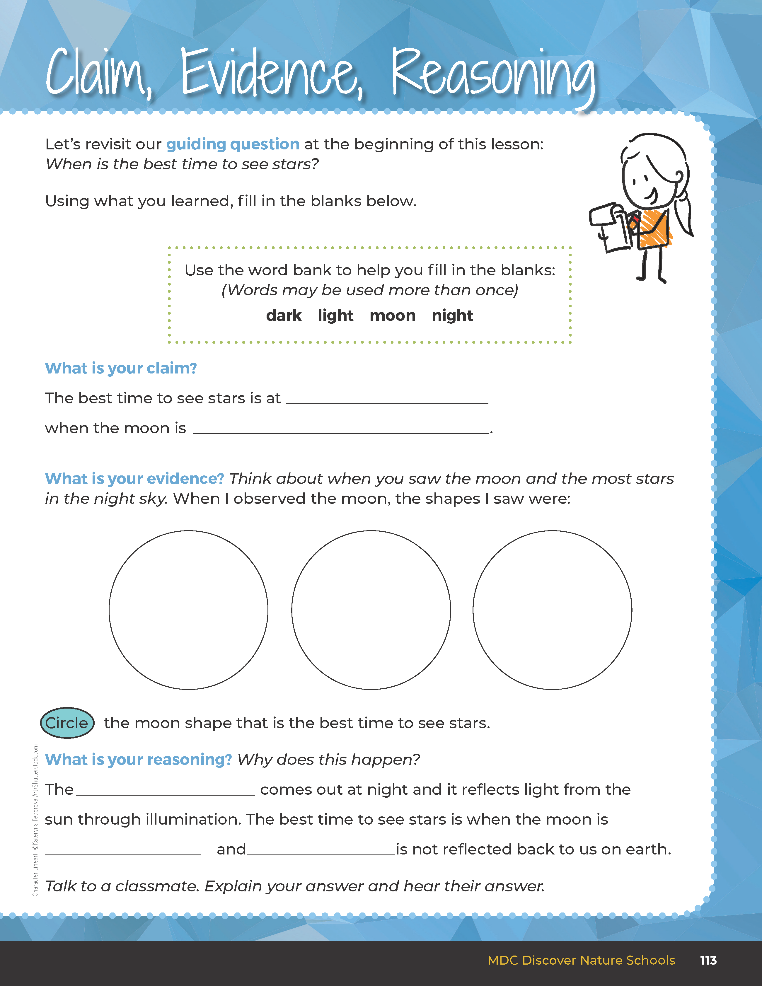 Claim, Evidence, Reasoning
Let's revisit our guiding question at the beginning of this lesson:
When is the best time to see stars?
Using what you learned, fill in the blanks below.
Use the word bank to help you fill in the blanks:
(Words may be used more than once)
dark light moon night
What is your claim?
The best time to see stars is at
when the moon is .
What is your evidence? Think about when you saw the moon and the most stars
in the night sky. When I observed the moon, the shapes I saw were:
Circle the moon shape that is the best time to see stars.
What is your reasoning? Why does this happen?
The comes out at night and it reflects light from the
sun through illumination. The best time to see stars is when the moon is
and is not reflected back to us on earth.
Talk to a classmate. Explain your answer and hear their answer.
MDC Discover Nature Schools 113